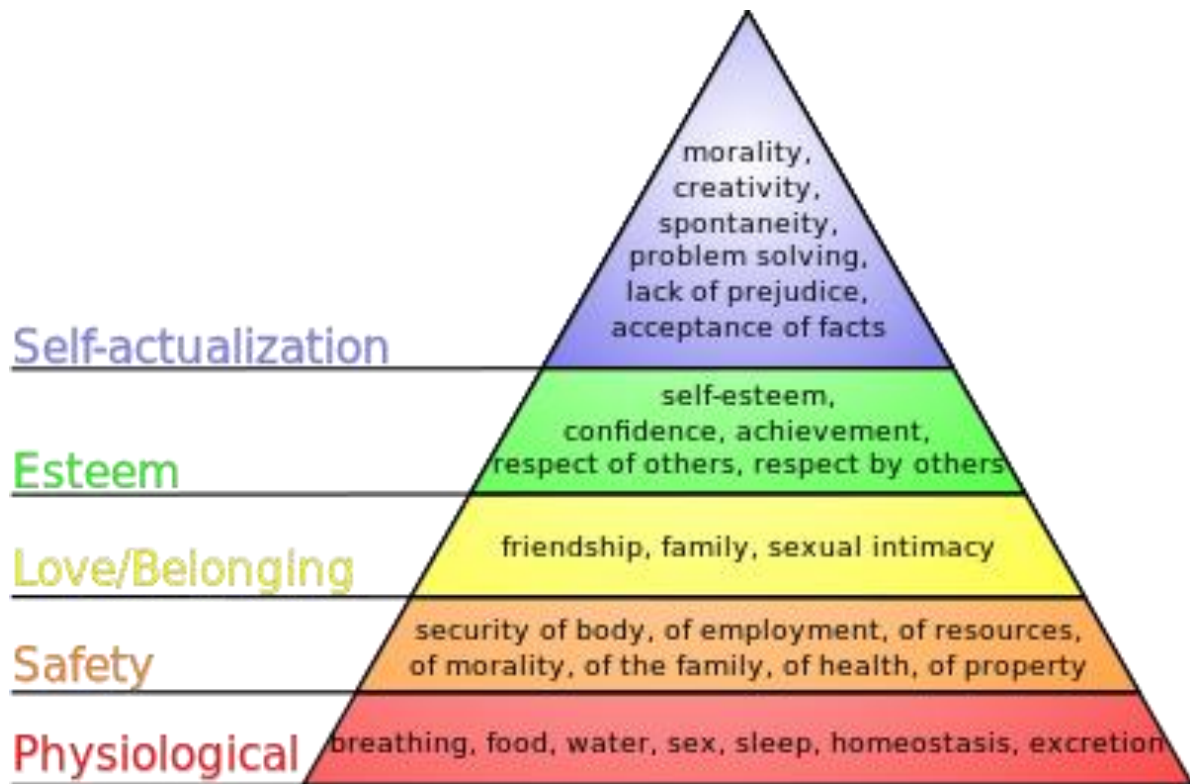 morality,
creativity,
spontaneity,
problem solving,
lack of prejudice,
acceptance of facts
Self-actualization
self-esteem,
confidence, achievement,
respect of others, respect by others
Esteem
friendship, family, sexual intimacy
Love/Belonging
security of body, of employment, of resources,
of morality, of the family, of health, of property
Safety
breathing, food, water, sex, sleep, homeostasis, excretion
Physiological